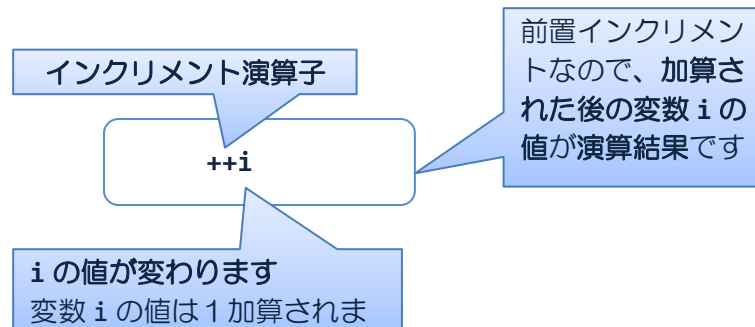 インクリメント演算子
前置インクリメン
トなので、加算さ
れた後の変数 i の
値が演算結果です
++i
i の値が変わります
変数 i の値は１加算されま